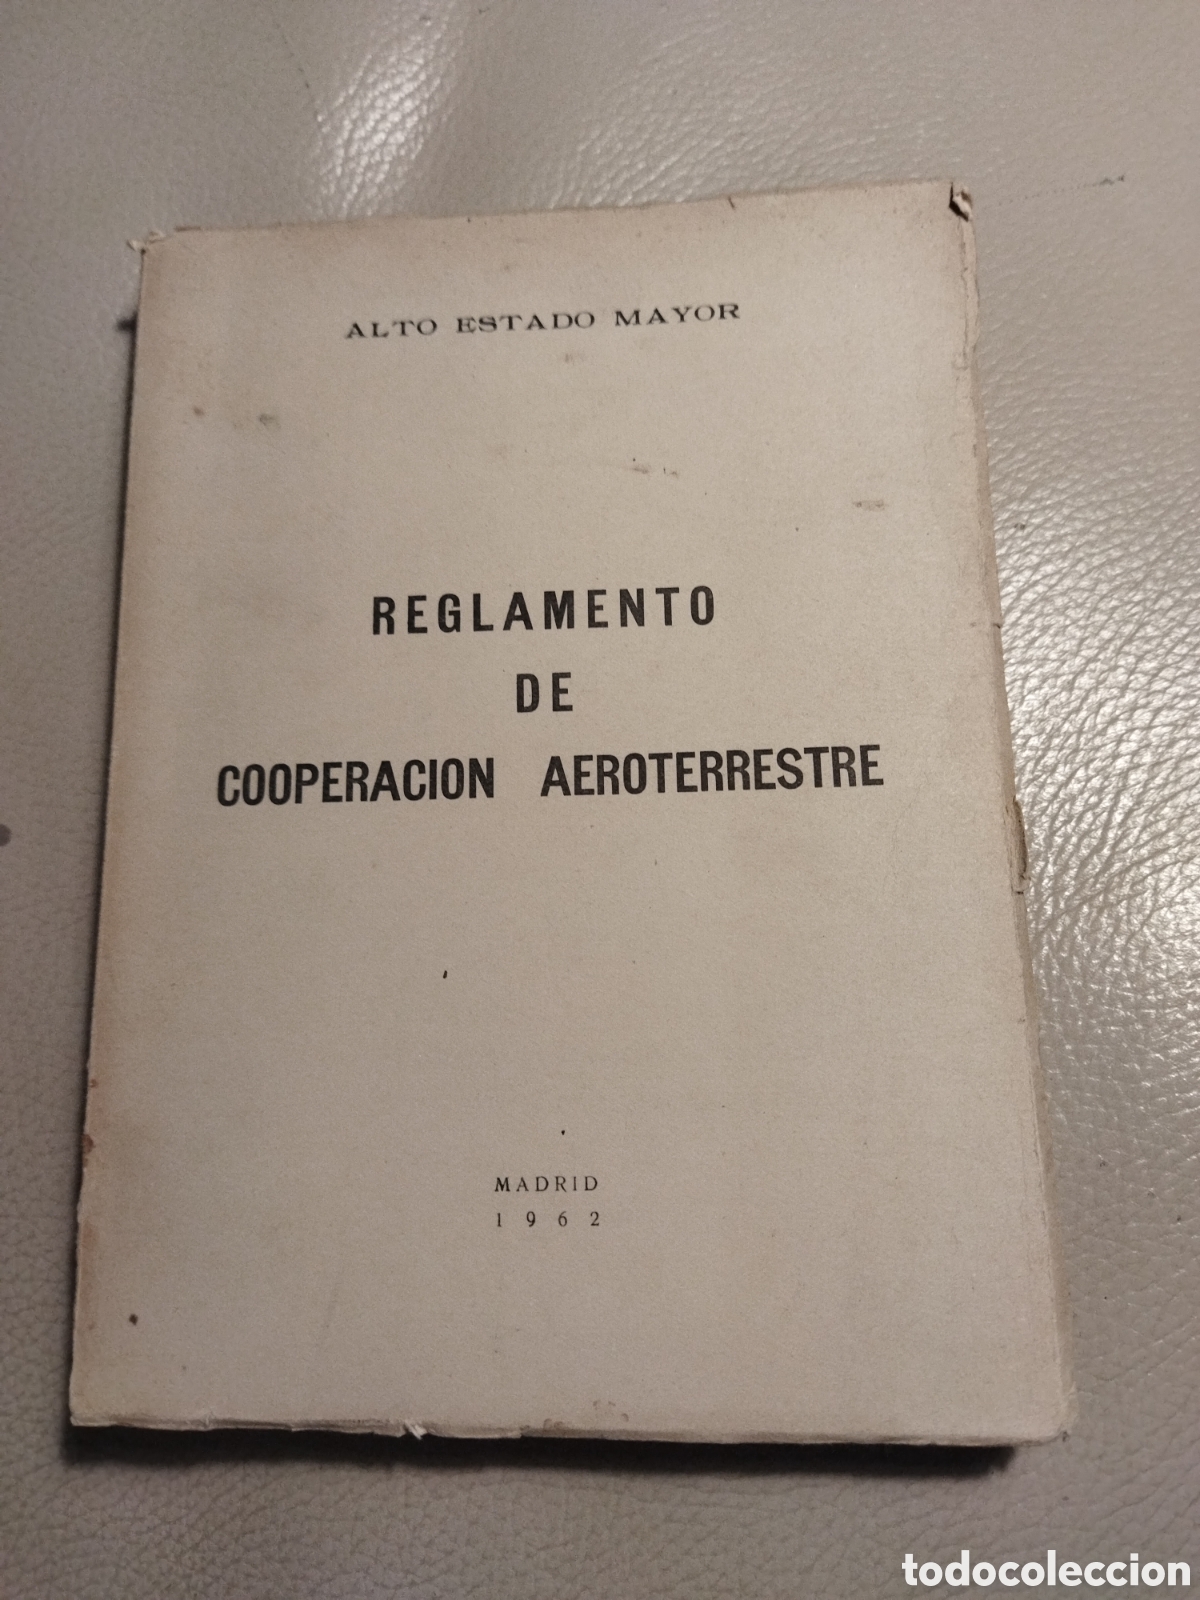 ALTO ESTADO MAYOR
REGLAMENTO
DE
COOPERACION AEROTERRESTRE
MADRID
1962
todocoleccion